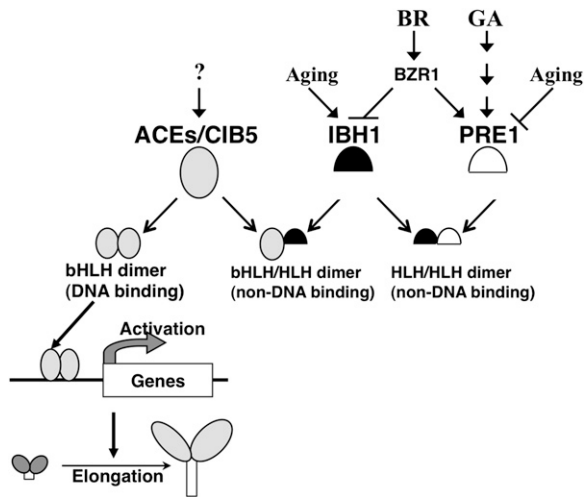 BR GA
? Aging BZR1 Aging
ACEs/CIB5 IBH1 PRE1
bHLH dimer
(DNA binding)
bHLH/HLH dimer
(non-DNA binding)
HLH/HLH dimer
(non-DNA binding)
Activation
Genes
Elongation